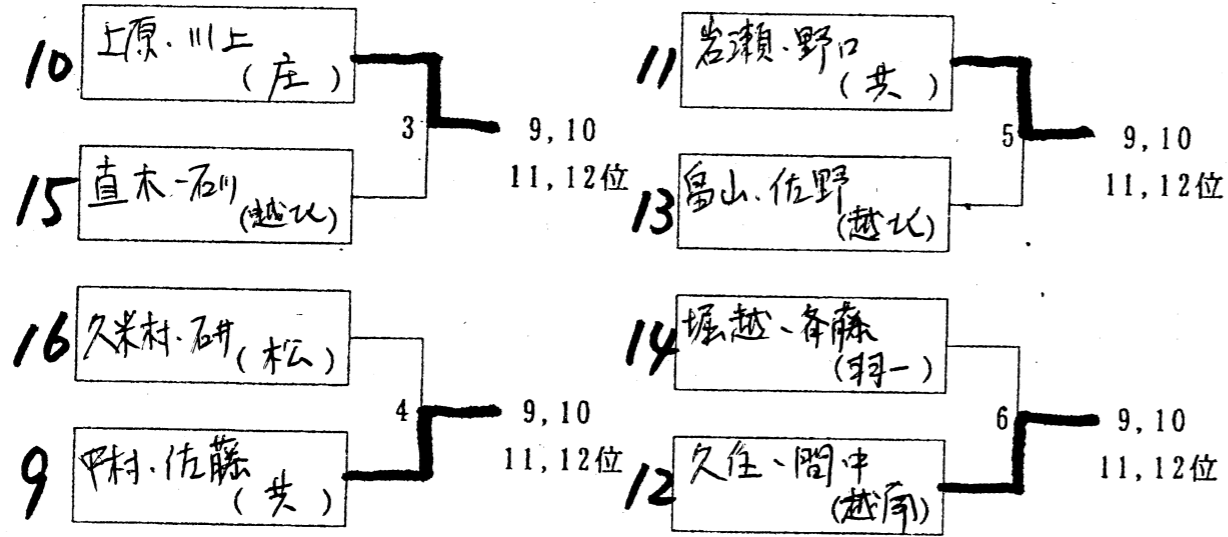 10 上原・川上
(庄)
3 9,10
11,12位
15 直木・石川
(越北)
16 久米村・石井(松)
4 9,10
11,12位
9 中村・佐藤
(共)
11 岩瀬・野口
(共)
5 9,10
11,12位
13 畠山・佐野
(越北)
14 堀越・斉藤
(羽一)
6 9,10
11,12位
12 久住・間中
(越南)